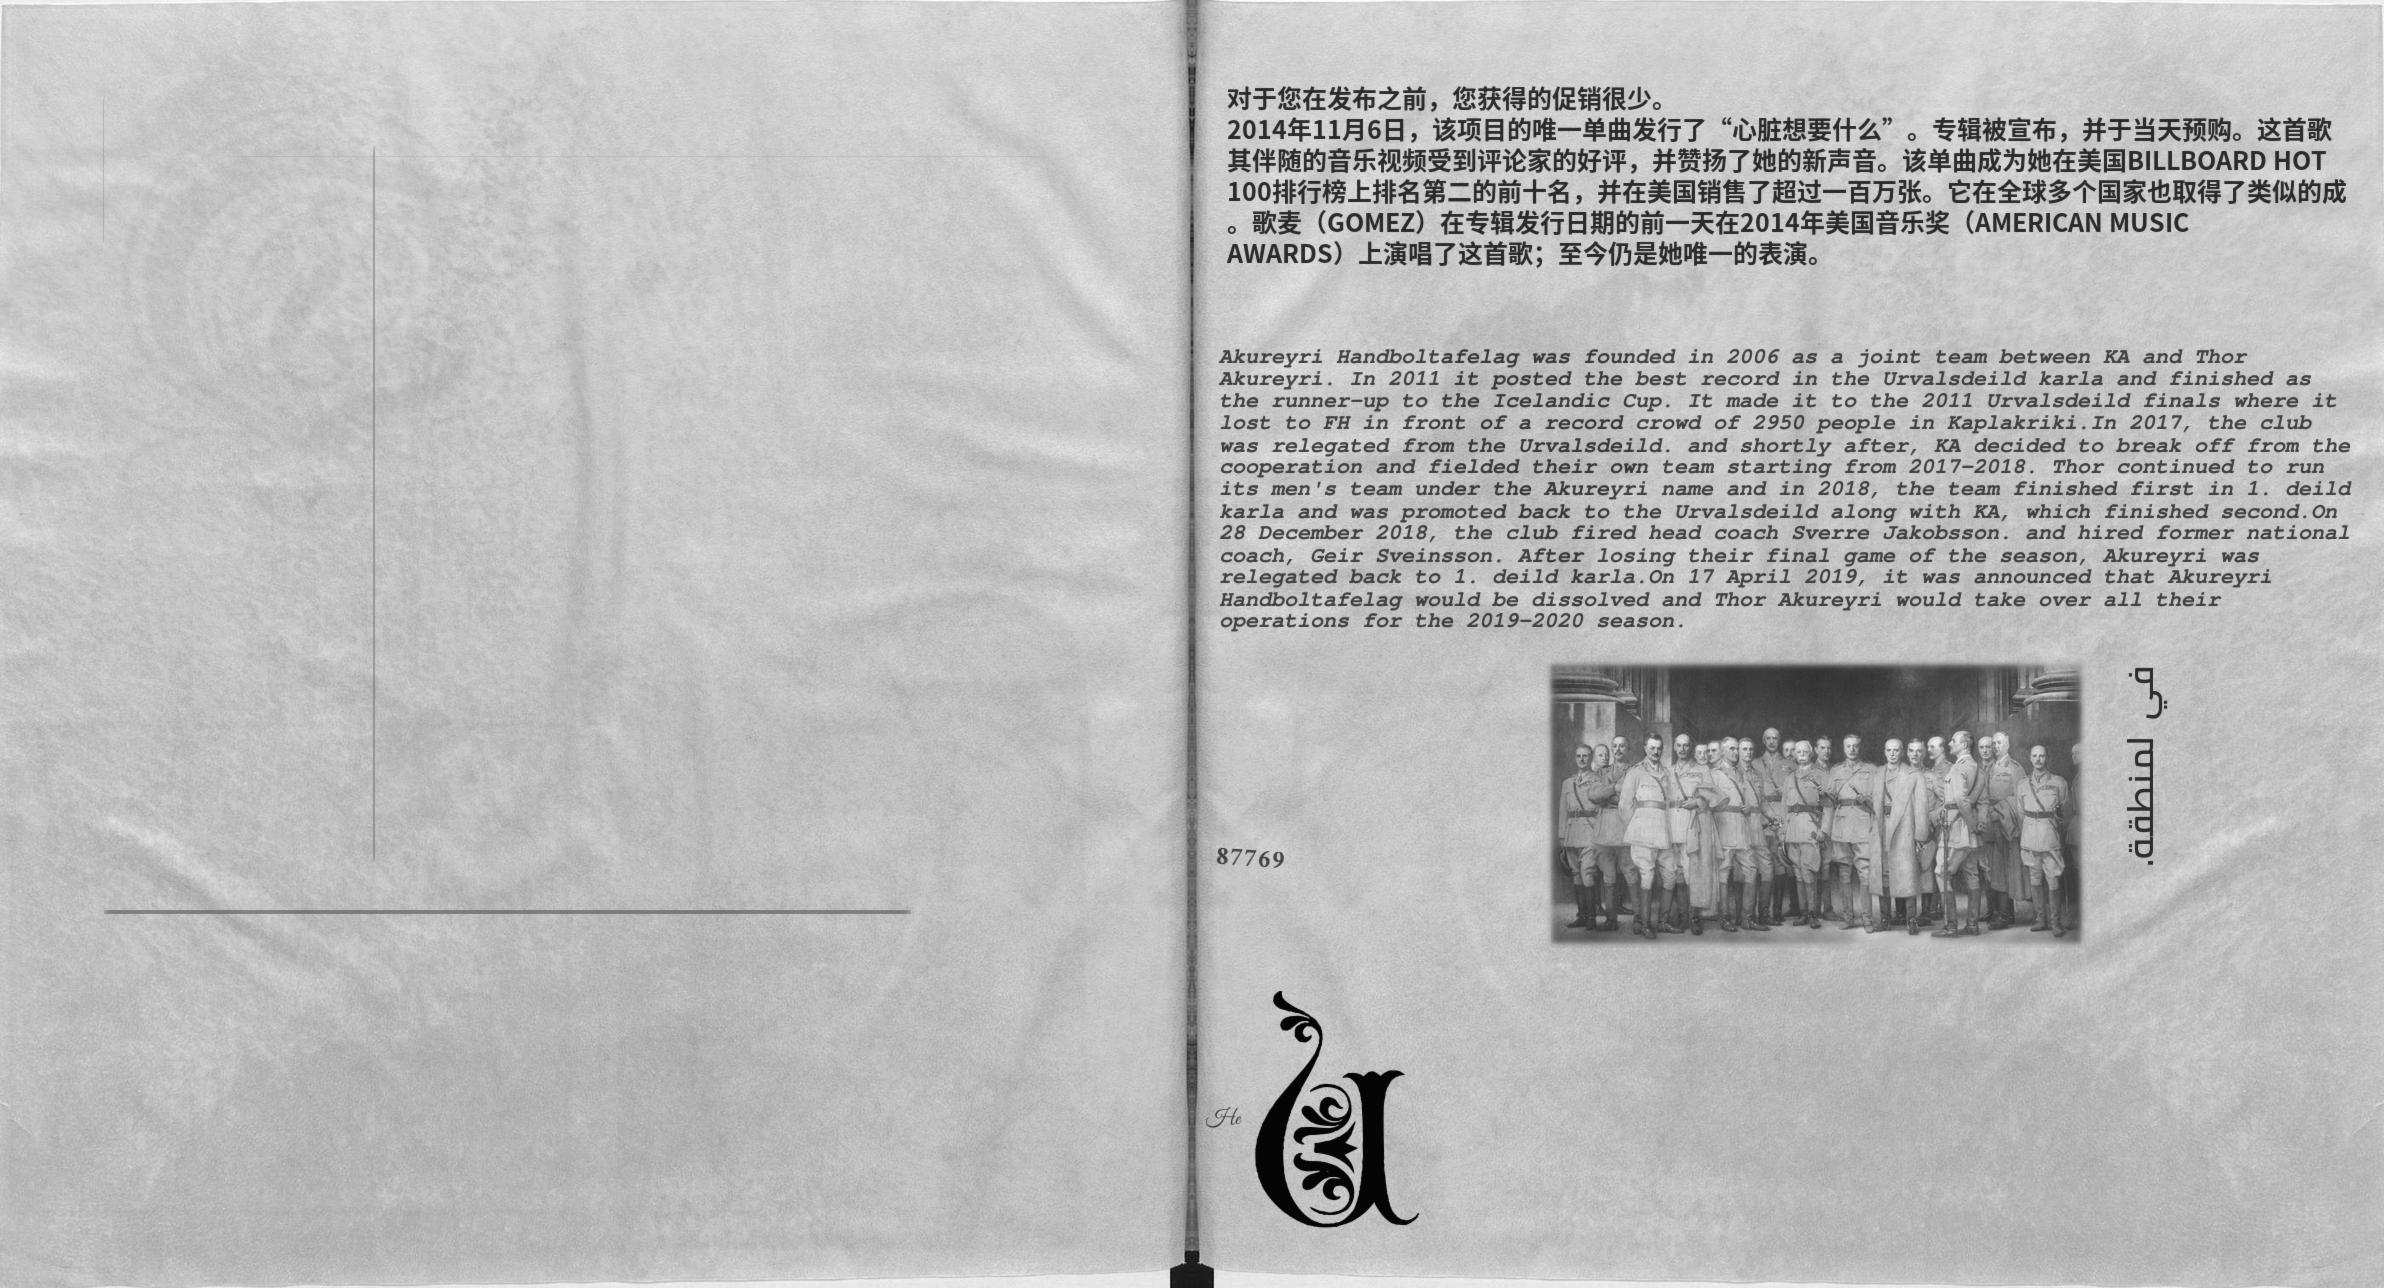 对于您在发布之前，您获得的促销很少。
2014年11月6日，该项目的唯一单曲发行了“心脏想要什么”。专辑被宣布，并于当天预购。这首歌
其伴随的音乐视频受到评论家的好评，并赞扬了她的新声音。该单曲成为她在美国BILLBOARD HOT
100排行榜上排名第二的前十名，并在美国销售了超过一百万张。它在全球多个国家也取得了类似的成
。歌麦（GOMEZ）在专辑发行日期的前一天在2014年美国音乐奖（AMERICAN MUSIC
AWARDS）上演唱了这首歌；至今仍是她唯一的表演。
Akureyri Handboltafelag was founded in 2006 as a joint team between KA and Thor
Akureyri. In 2011 it posted the best record in the Urvalsdeild karla and finished as
the runner-up to the Icelandic Cup. It made it to the 2011 Urvalsdeild finals where it
lost to FH in front of a record crowd of 2950 people in Kaplakriki.In 2017, the club
was relegated from the Urvalsdeild. and shortly after, KA decided to break off from the
cooperation and fielded their own team starting from 2017-2018. Thor continued to run
its men's team under the Akureyri name and in 2018, the team finished first in 1. deild
karla and was promoted back to the Urvalsdeild along with KA, which finished second.On
28 December 2018, the club fired head coach Sverre Jakobsson. and hired former national
coach, Geir Sveinsson. After losing their final game of the season, Akureyri was
relegated back to 1. deild karla.On 17 April 2019, it was announced that Akureyri
Handboltafelag would be dissolved and Thor Akureyri would take over all their
operations for the 2019-2020 season.
في لمنطقة.
87769
He
U